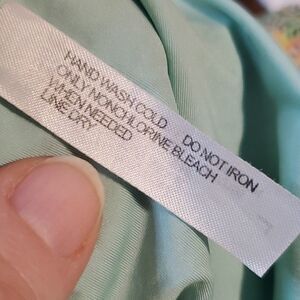 HAND WASH COLD DO NOT IRON
ONLY NONCHLORINE BLEACH
WHEN NEEDED
LINE DRY